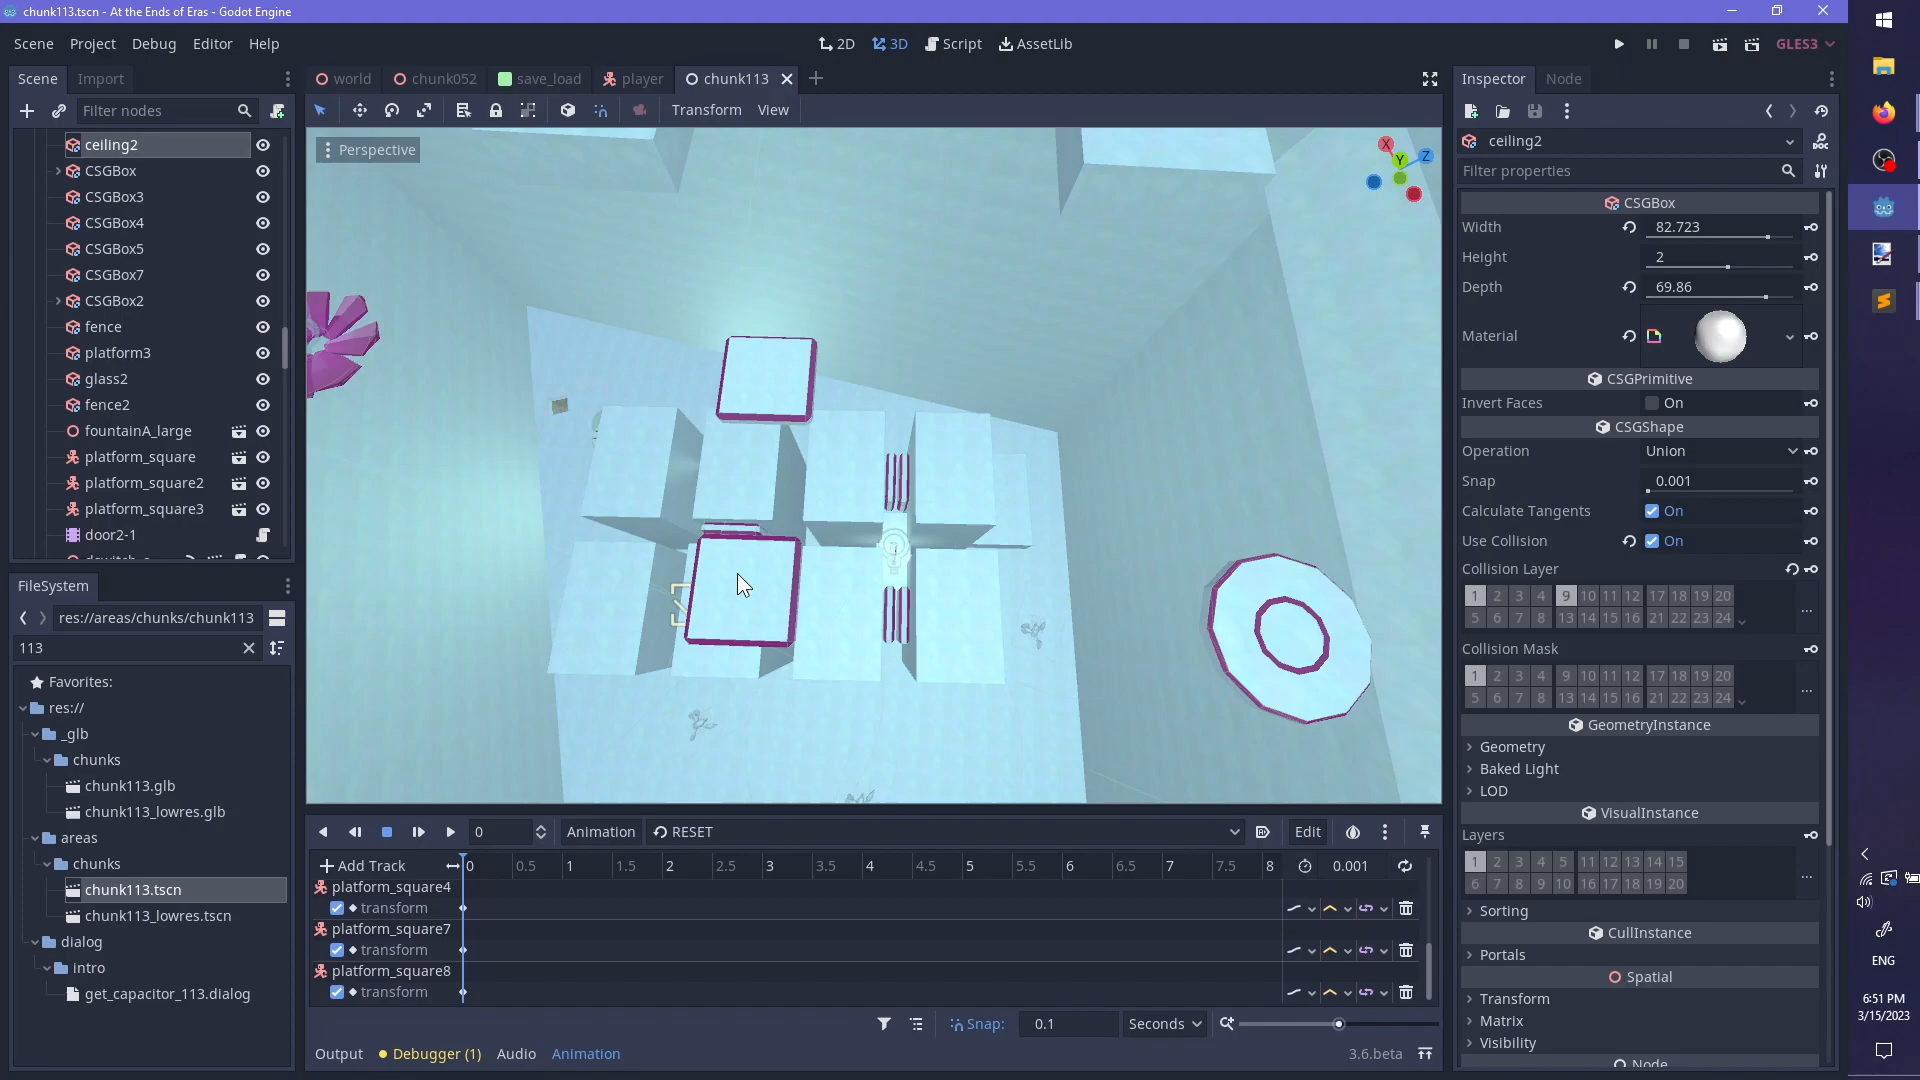 chunk113.tscn - At the Ends of Eras - Godot Engine
Scene Project Debug Editor Help
2D 3D Script AssetLib
GLES3
Scene Import
world chunk052 save_load player chunk113
Inspector Node
Filter nodes
Transform View
ceiling2
CSGBox
CSGBox3
CSGBox4
CSGBox5
CSGBox7
CSGBox2
fence
platform3
glass2
fence2
fountainA_large
platform_square
platform_square2
platform_square3
door2-1
Perspective
X
Y
Z
FileSystem
res://areas/chunks/chunk113
113
Favorites:
res://
_glb
chunks
chunk113.glb
chunk113_lowres.glb
areas
chunks
chunk113.tscn
chunk113_lowres.tscn
dialog
intro
get_capacitor_113.dialog
0 Animation RESET Edit
Add Track 0 0.5 1 1.5 2 2.5 3 3.5 4 4.5 5 5.5 6 6.5 7 7.5 8 0.001
platform_square4
transform
platform_square7
transform
platform_square8
transform
Snap: 0.1 Seconds
Output Debugger (1) Audio Animation 3.6.beta
ceiling2
Filter properties
CSGBox
Width 82.723
Height 2
Depth 69.86
Material
CSGPrimitive
Invert Faces On
CSGShape
Operation Union
Snap 0.001
Calculate Tangents On
Use Collision On
Collision Layer
1 2 3 4 9 10 11 12 17 18 19 20
5 6 7 8 13 14 15 16 21 22 23 24
Collision Mask
1 2 3 4 9 10 11 12 17 18 19 20
5 6 7 8 13 14 15 16 21 22 23 24
GeometryInstance
Geometry
Baked Light
LOD
VisualInstance
Layers
1 2 3 4 5 11 12 13 14 15
6 7 8 9 10 16 17 18 19 20
Sorting
CullInstance
Portals
Spatial
Transform
Matrix
Visibility
Node
ENG
6:51 PM
3/15/2023